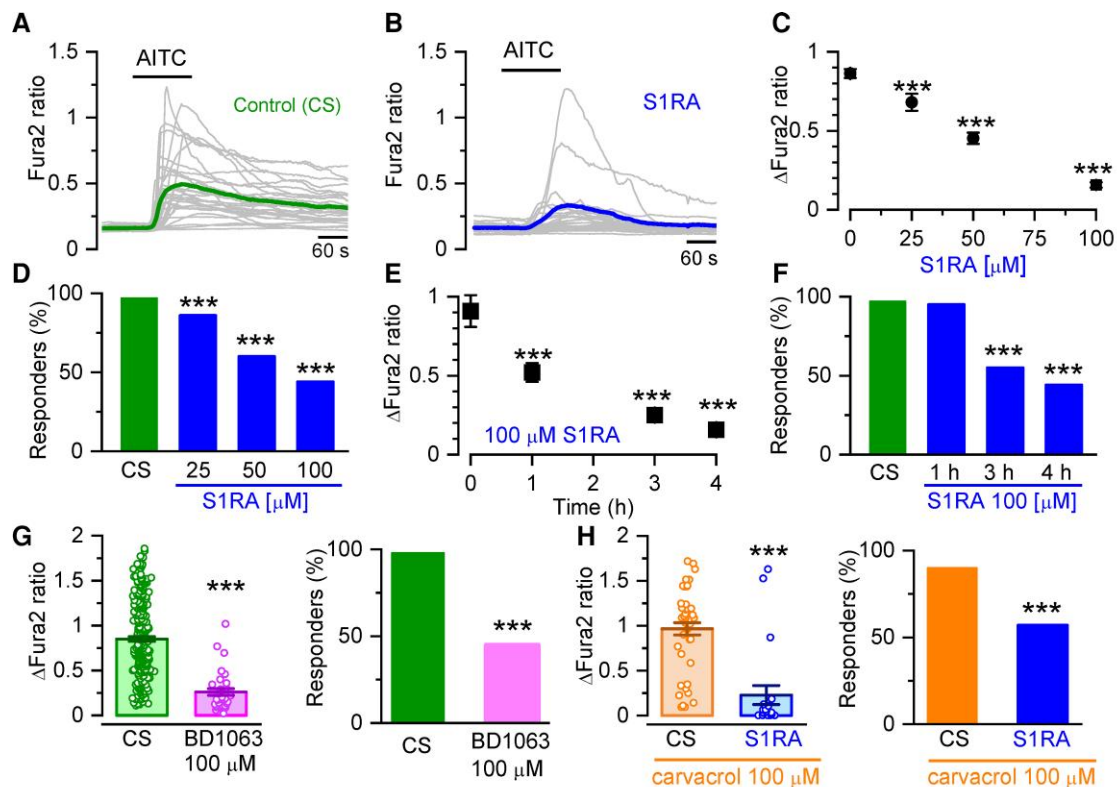 A
Fura2 ratio
1.5
1
0.5
0
AITC
Control (CS)
60 s
B
Fura2 ratio
1.5
1
0.5
0
AITC
S1RA
60 s
C
ΔFura2 ratio
1
0.5
0
***
***
***
0 25 50 75 100
S1RA [μM]
D
Responders (%)
100
50
0
***
***
***
CS 25 50 100
S1RA [μM]
E
ΔFura2 ratio
1
0.5
0
***
***
***
100 μM S1RA
0 1 2 3 4
Time (h)
F
Responders (%)
100
50
0
***
***
CS 1 h 3 h 4 h
S1RA 100 [μM]
G
ΔFura2 ratio
2
1.5
1
0.5
0
***
CS BD1063
100 μM
Responders (%)
100
50
0
***
CS BD1063
100 μM
H
ΔFura2 ratio
2
1.5
1
0.5
0
***
CS S1RA
carvacrol 100 μM
Responders (%)
100
50
0
***
CS S1RA
carvacrol 100 μM